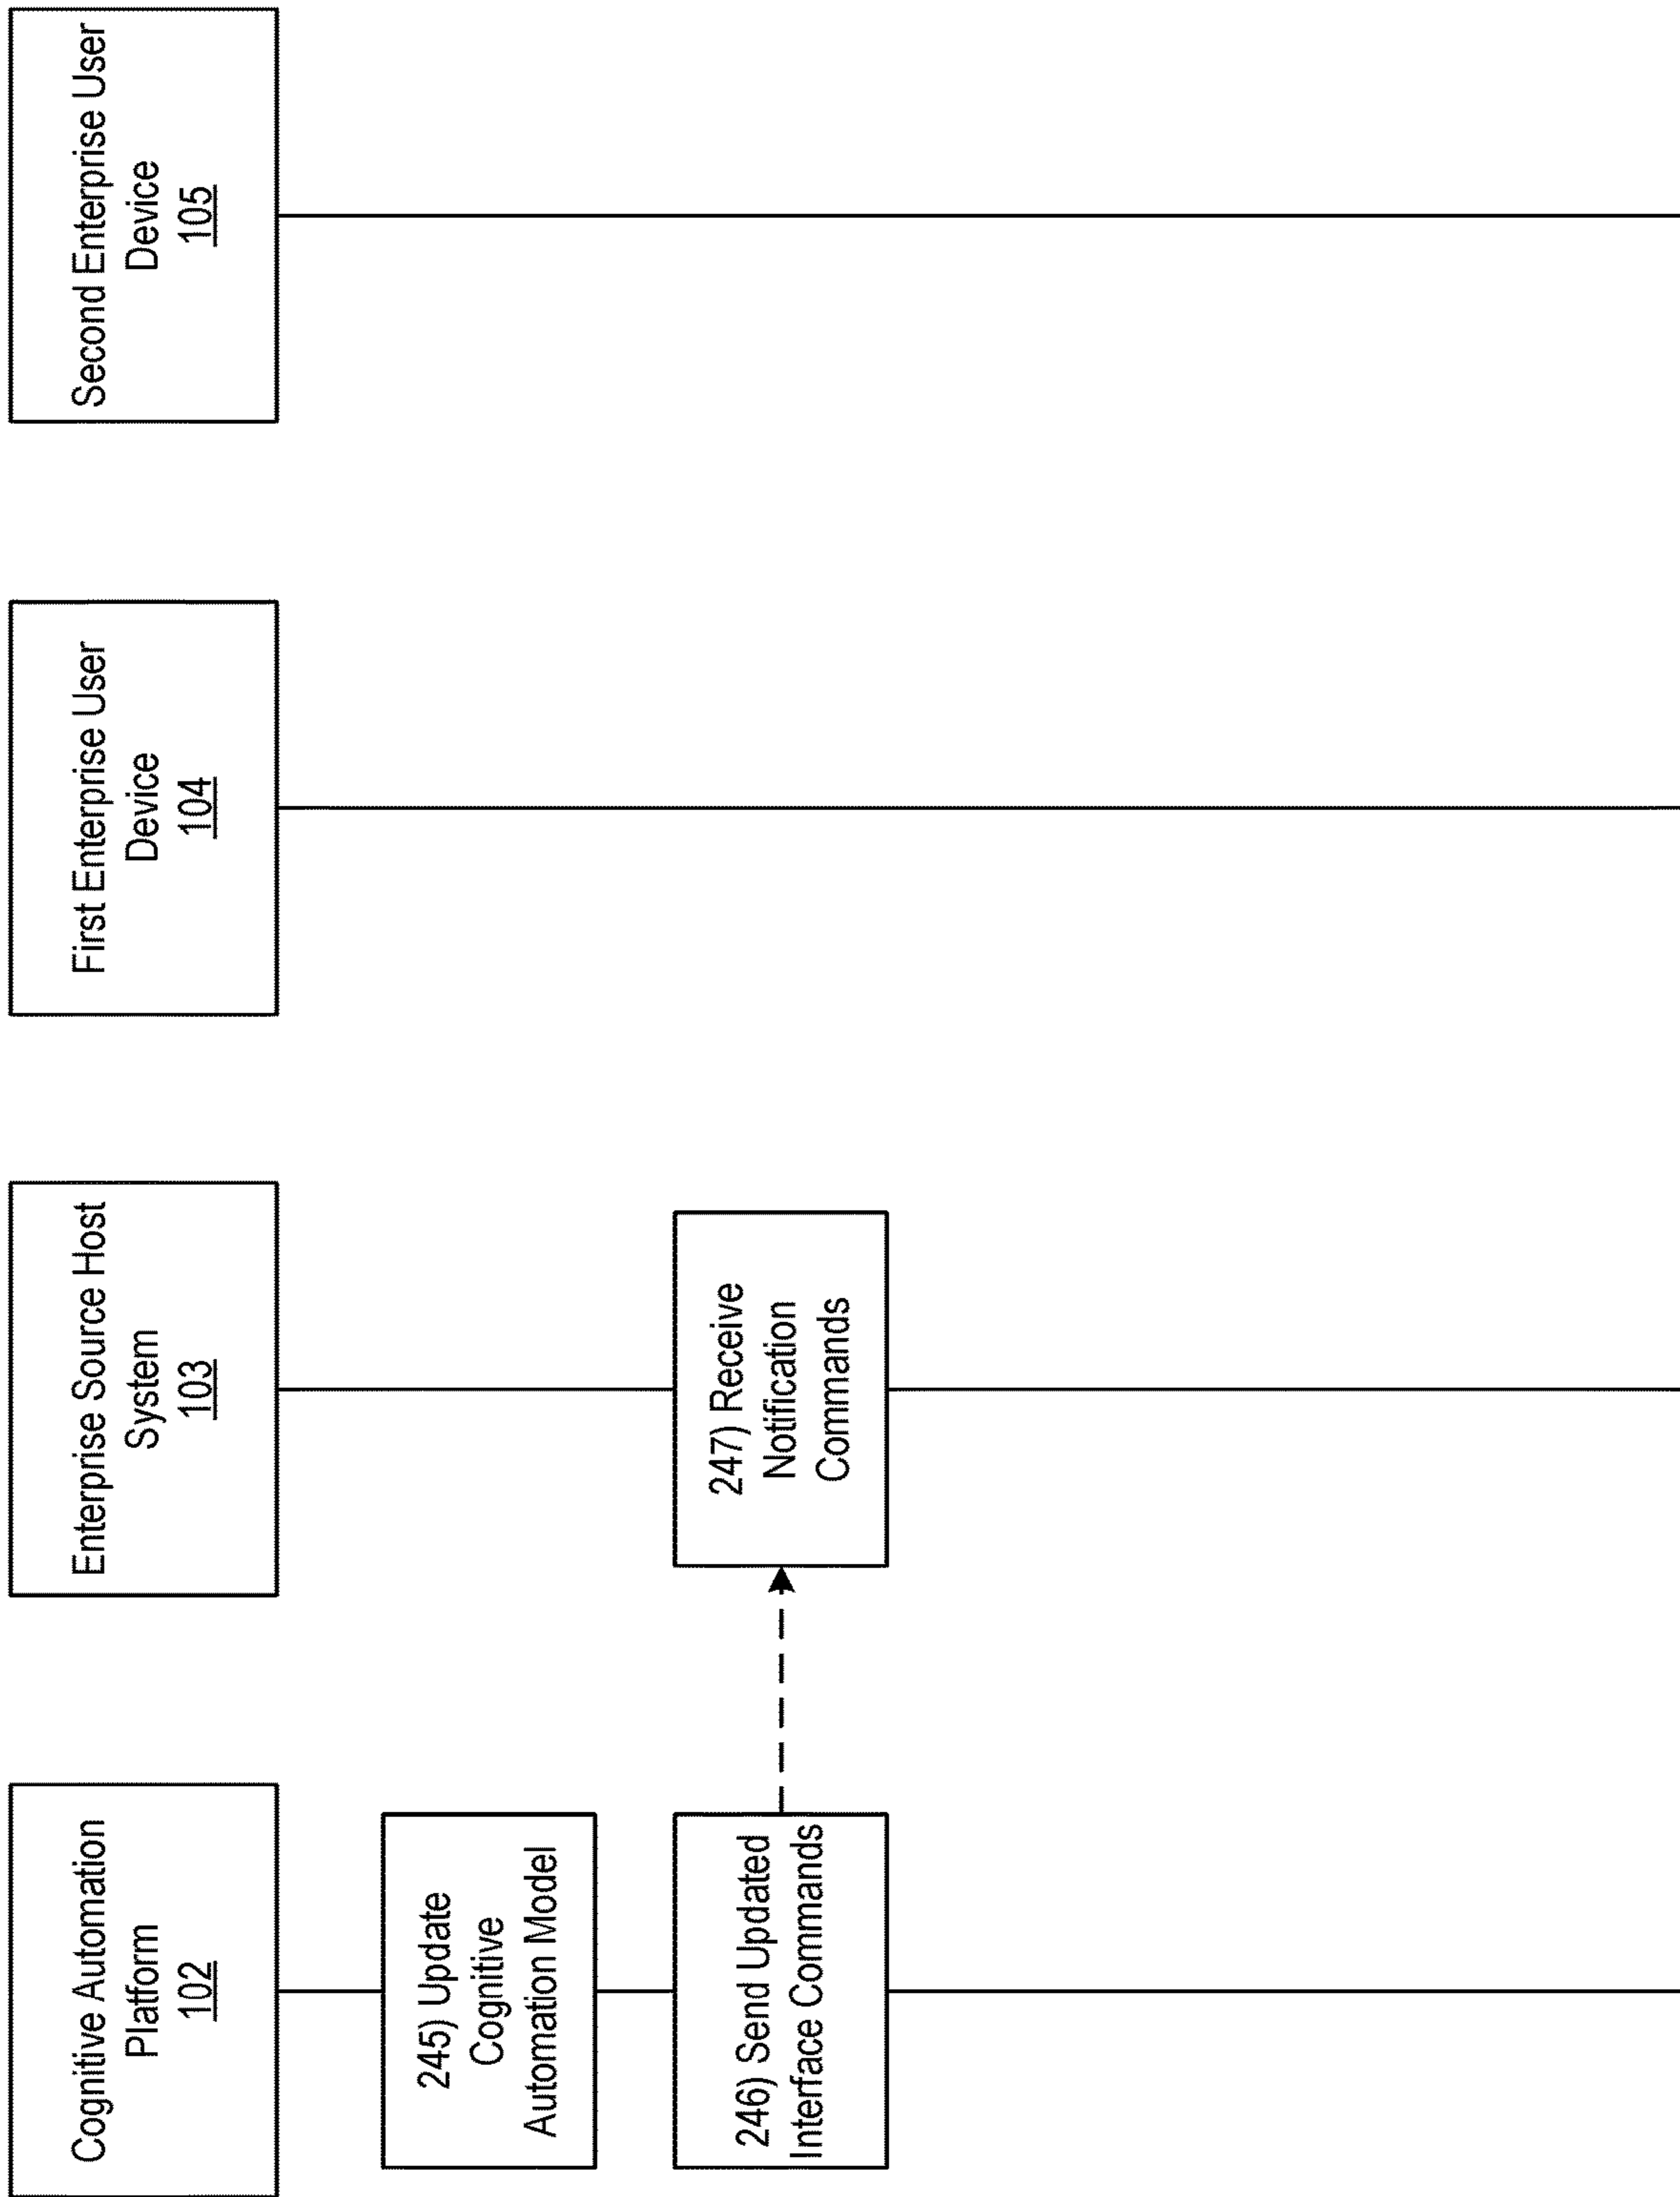 Cognitive Automation
Platform
102
Enterprise Source Host
System
103
First Enterprise User
Device
104
Second Enterprise User
Device
105
245) Update
Cognitive
Automation Model
246) Send Updated
Interface Commands
247) Receive
Notification
Commands